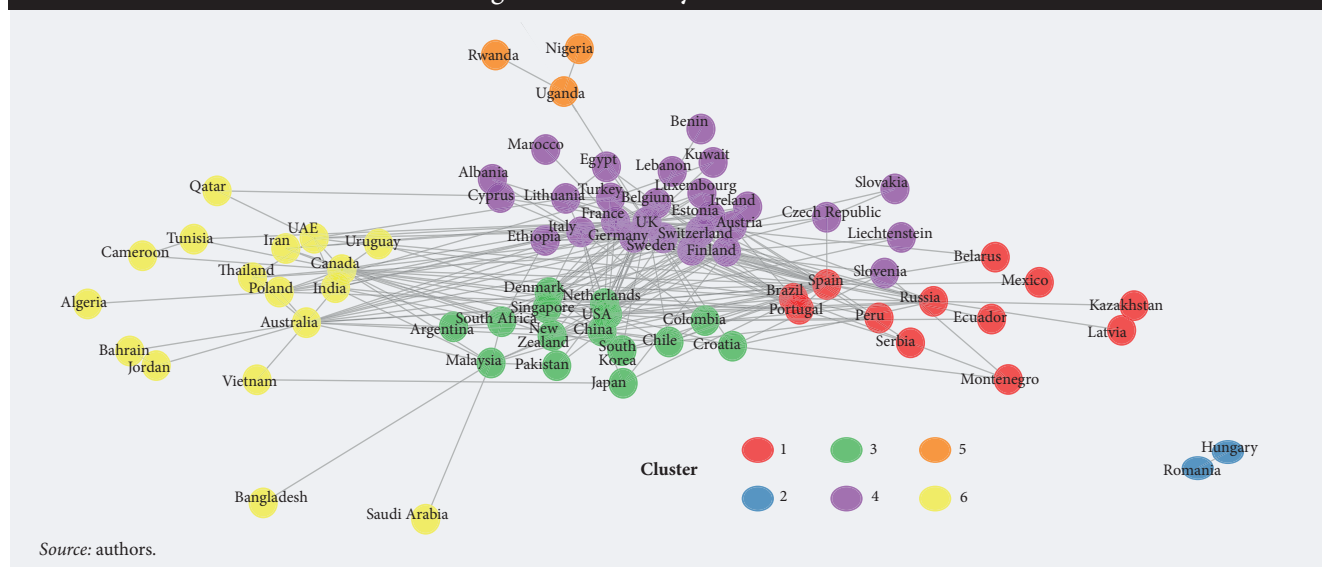 Rwanda
Nigeria
Uganda
Benin
Marocco
Egypt
Lebanon
Kuwait
Albania
Cyprus
Lithuania
Turkey
Belgium
Luxembourg
Ireland
Slovakia
Qatar
France
UK
Estonia
Austria
Czech Republic
Italy
Ethiopia
Germany
Switzerland
Sweden
Finland
Liechtenstein
Tunisia
UAE
Iran
Uruguay
Cameroon
Canada
Thailand
Poland
India
Belarus
Slovenia
Spain
Mexico
Denmark
Netherlands
Brazil
Portugal
Russia
Algeria
Singapore
USA
Kazakhstan
Australia
Argentina
South Africa
China
Colombia
Peru
Ecuador
Latvia
New
Zealand
South
Korea
Chile
Croatia
Serbia
Bahrain
Jordan
Malaysia
Pakistan
Vietnam
Japan
Montenegro
Cluster
1
3
5
2
4
6
Hungary
Romania
Bangladesh
Saudi Arabia
Source: authors.